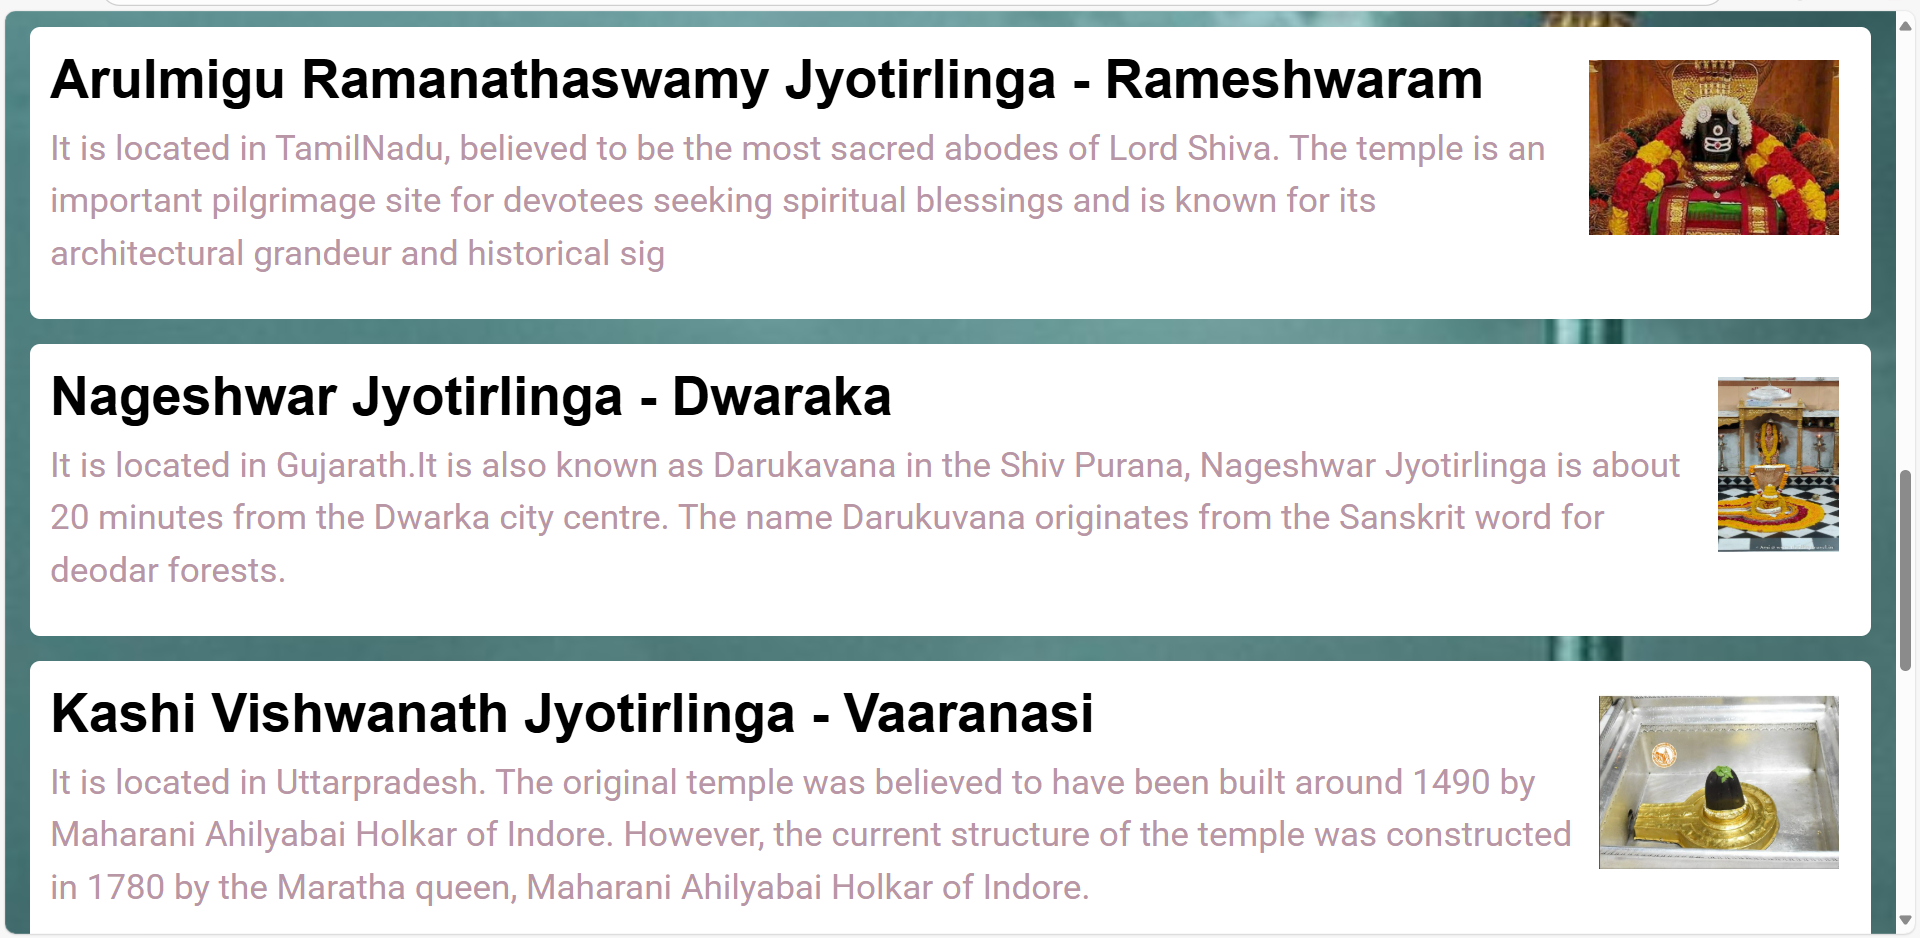 Arulmigu Ramanathaswamy Jyotirlinga - Rameshwaram
It is located in TamilNadu, believed to be the most sacred abodes of Lord Shiva. The temple is an
important pilgrimage site for devotees seeking spiritual blessings and is known for its
architectural grandeur and historical sig
Nageshwar Jyotirlinga - Dwaraka
It is located in Gujarath.It is also known as Darukavana in the Shiv Purana, Nageshwar Jyotirlinga is about
20 minutes from the Dwarka city centre. The name Darukuvana originates from the Sanskrit word for
deodar forests.
Kashi Vishwanath Jyotirlinga - Vaaranasi
It is located in Uttarpradesh. The original temple was believed to have been built around 1490 by
Maharani Ahilyabai Holkar of Indore. However, the current structure of the temple was constructed
in 1780 by the Maratha queen, Maharani Ahilyabai Holkar of Indore.